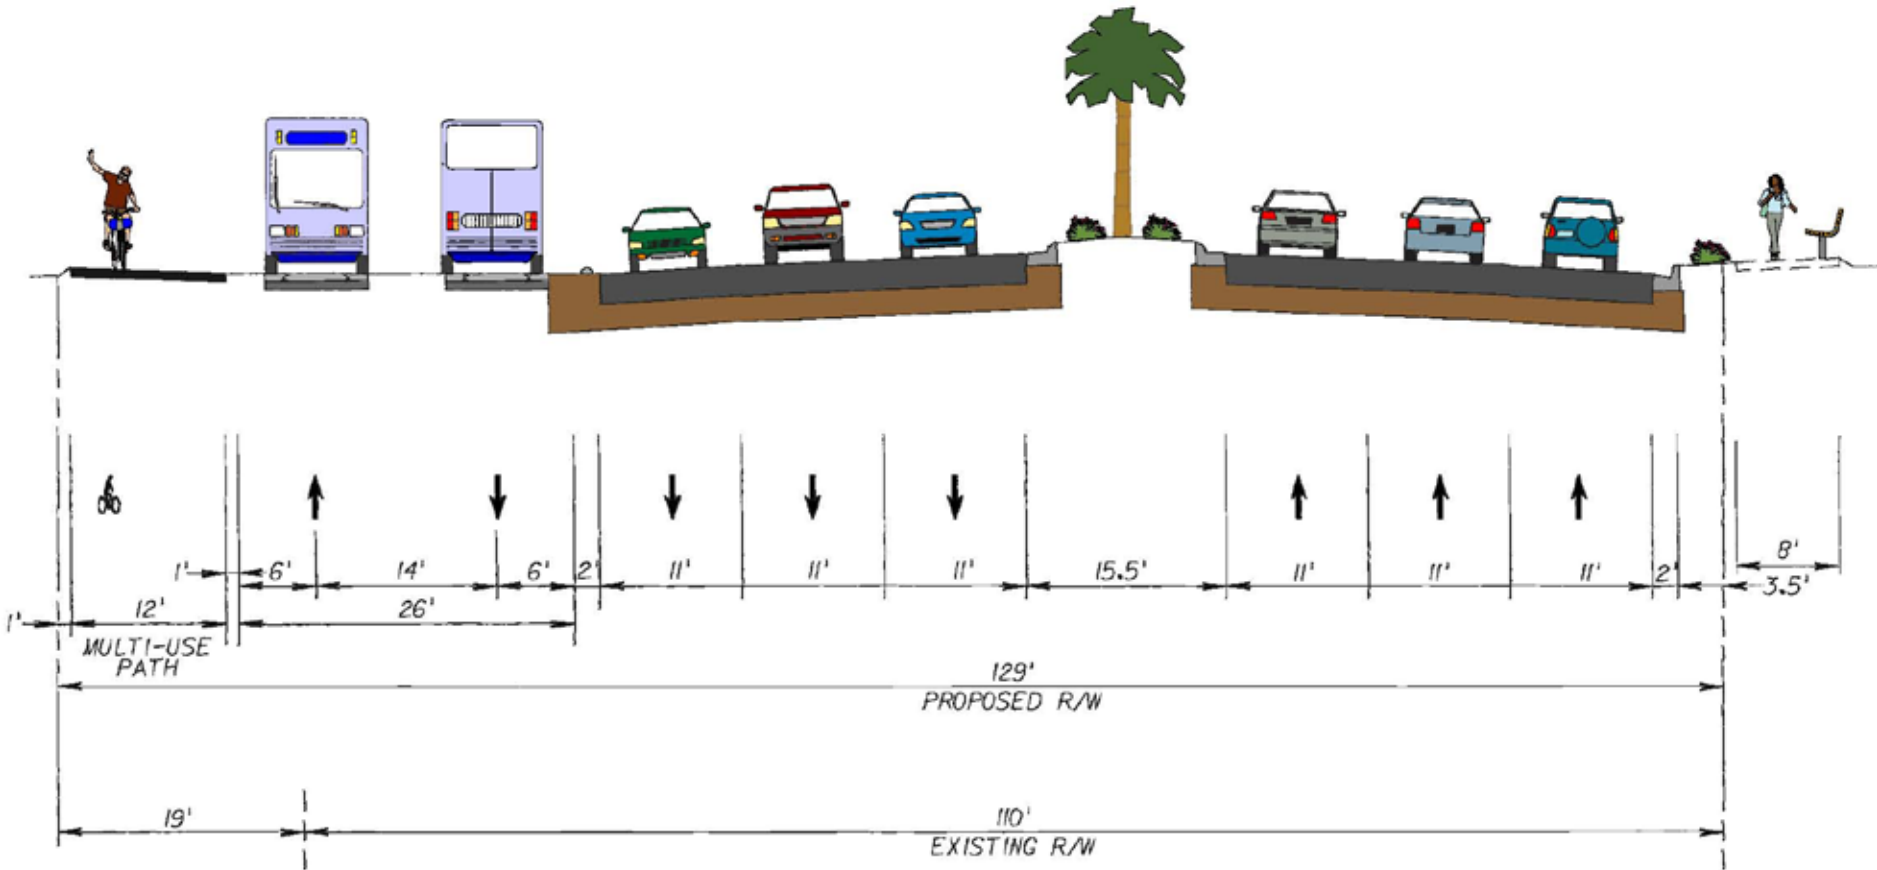 8'
1' 6' 14' 6' 2' 11' 11' 11' 15.5' 11' 11' 11' 2' 3.5'
1' 12' 26'
MULTI-USE
PATH
129'
PROPOSED R/W
19' 110'
EXISTING R/W